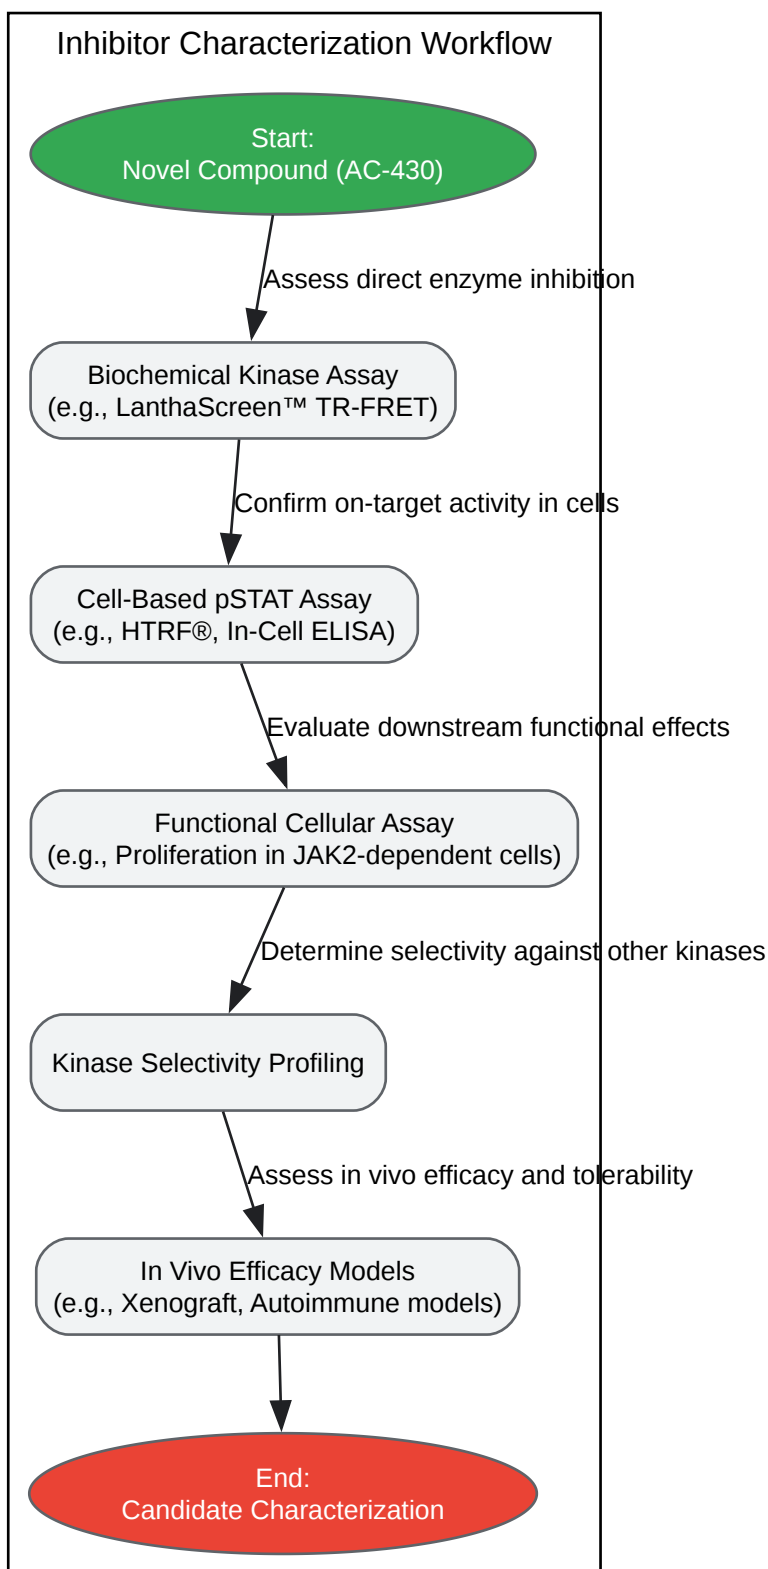 Inhibitor Characterization Workflow
Start:
Novel Compound (AC-430)
Assess direct enzyme inhibition
Biochemical Kinase Assay
(e.g., LanthaScreen™ TR-FRET)
Confirm on-target activity in cells
Cell-Based pSTAT Assay
(e.g., HTRF®, In-Cell ELISA)
Evaluate downstream functional effects
Functional Cellular Assay
(e.g., Proliferation in JAK2-dependent cells)
Determine selectivity against other kinases
Kinase Selectivity Profiling
Assess in vivo efficacy and tolerability
In Vivo Efficacy Models
(e.g., Xenograft, Autoimmune models)
End:
Candidate Characterization